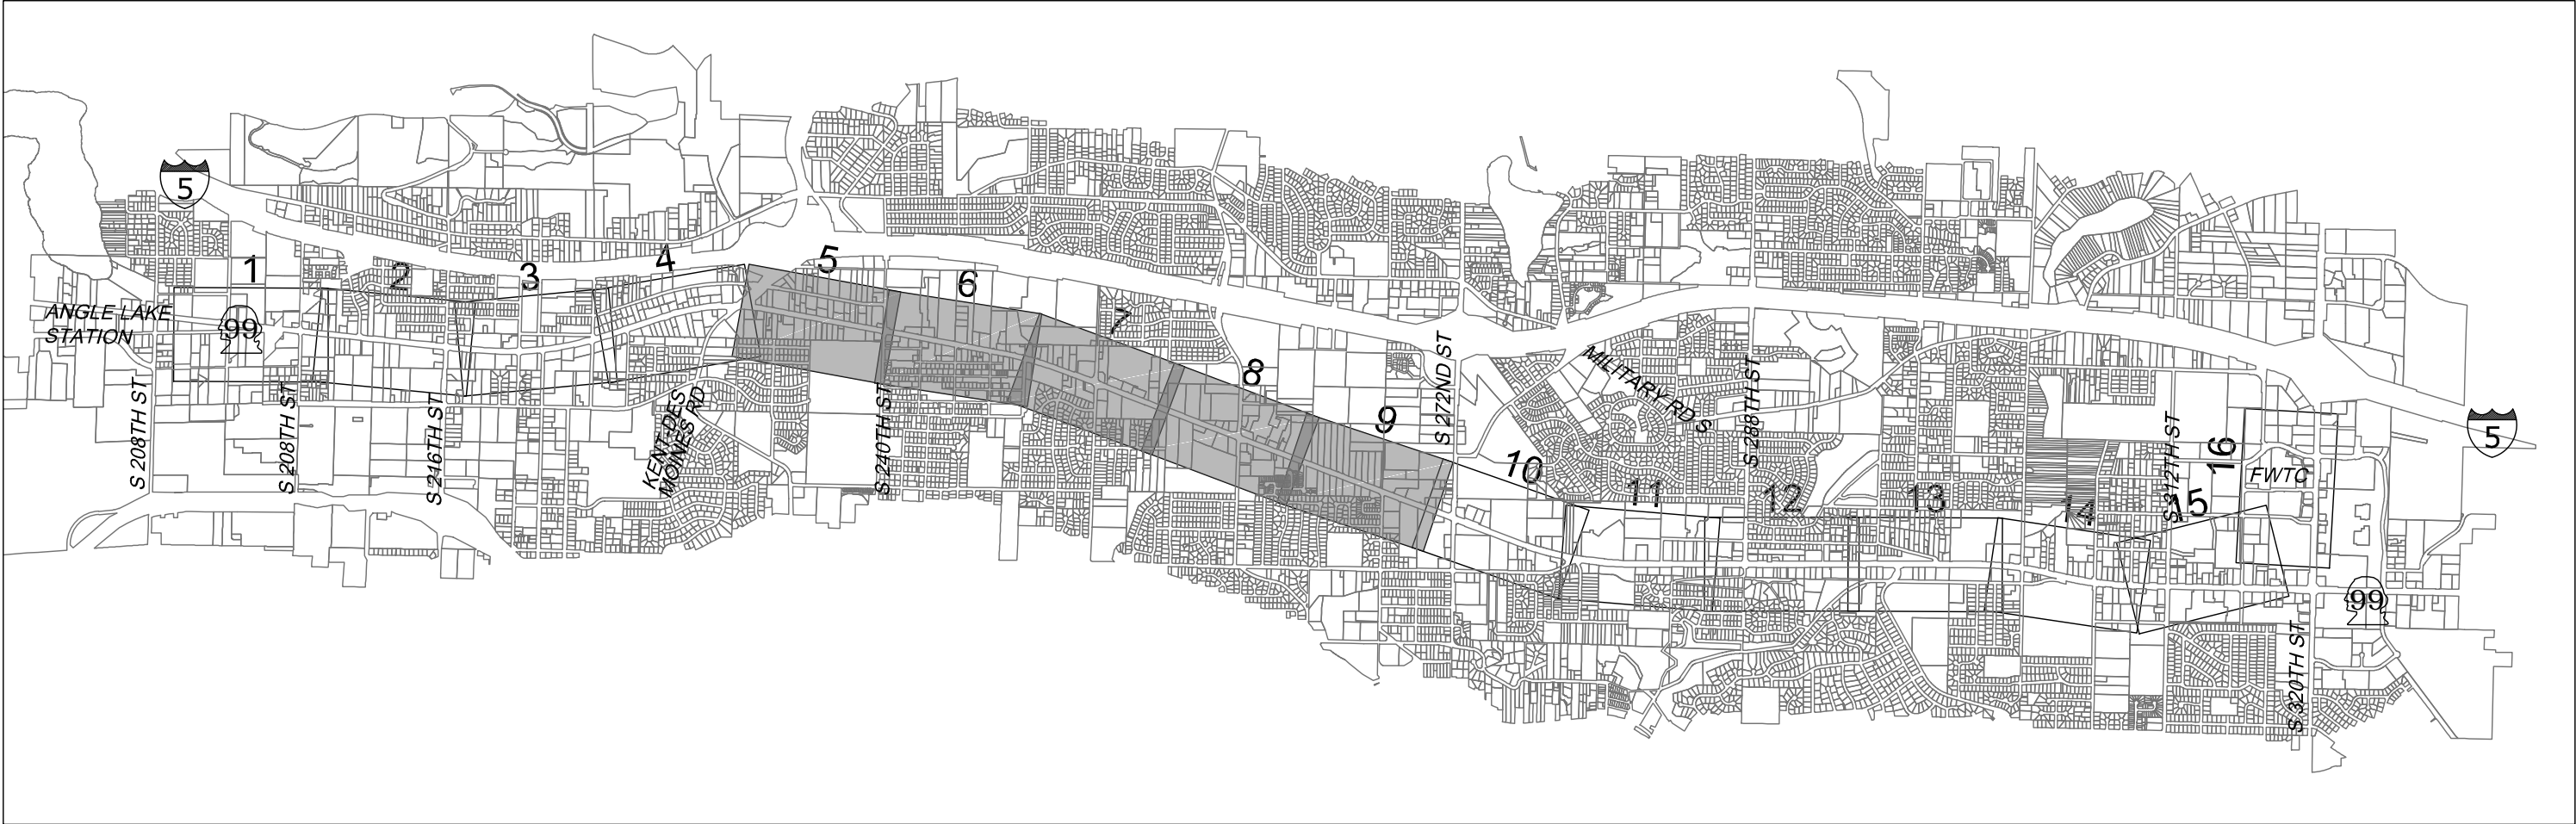 5
1
2
3
4
5
6
7
8
9
10
11
12
13
14
15
16
ANGLE LAKE
STATION
99
S 208TH ST
S 208TH ST
S 216TH ST
KENT-DES
MOINES RD
S 240TH ST
S 272ND ST
MILITARY RD S
S 288TH ST
S 312TH ST
FWTC
5
99
S 320TH ST